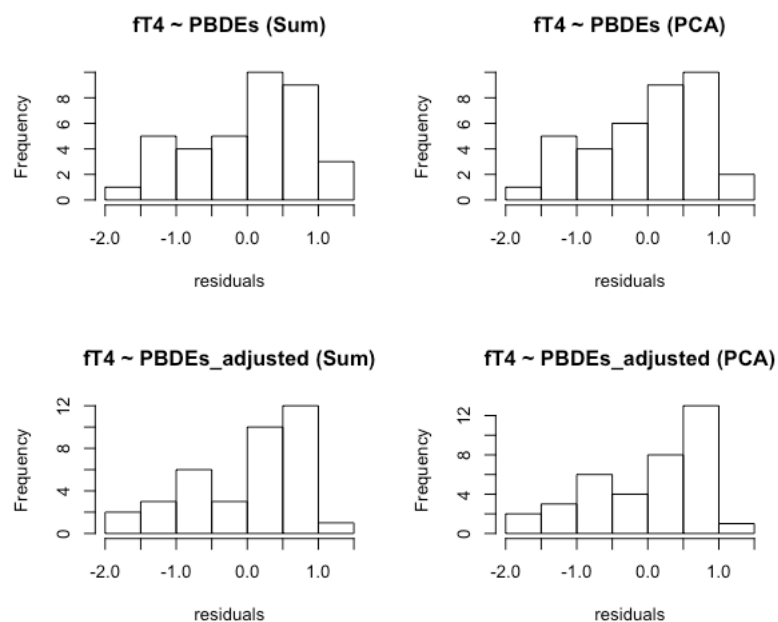 fT4 ~ PBDEs (Sum)
Frequency
0 2 4 6 8
-2.0 -1.0 0.0 1.0
residuals
fT4 ~ PBDEs (PCA)
Frequency
0 2 4 6 8
-2.0 -1.0 0.0 1.0
residuals
fT4 ~ PBDEs_adjusted (Sum)
Frequency
0 4 8 12
-2.0 -1.0 0.0 1.0
residuals
fT4 ~ PBDEs_adjusted (PCA)
Frequency
0 4 8 12
-2.0 -1.0 0.0 1.0
residuals